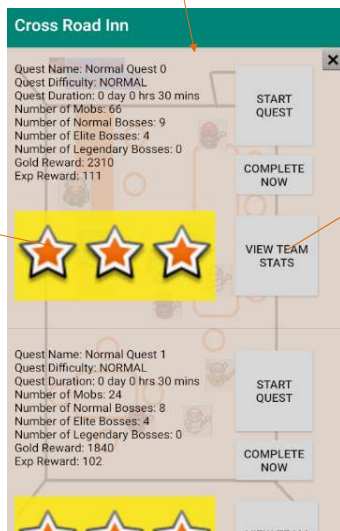 Cross Road Inn
Quest Name: Normal Quest 0
Quest Difficulty: NORMAL
Quest Duration: 0 day 0 hrs 30 mins
Number of Mobs: 66
Number of Normal Bosses: 9
Number of Elite Bosses: 4
Number of Legendary Bosses: 0
Gold Reward: 2310
Exp Reward: 111
START
QUEST
COMPLETE
NOW
VIEW TEAM
STATS
Quest Name: Normal Quest 1
Quest Difficulty: NORMAL
Quest Duration: 0 day 0 hrs 30 mins
Number of Mobs: 24
Number of Normal Bosses: 8
Number of Elite Bosses: 4
Number of Legendary Bosses: 0
Gold Reward: 1840
Exp Reward: 102
START
QUEST
COMPLETE
NOW